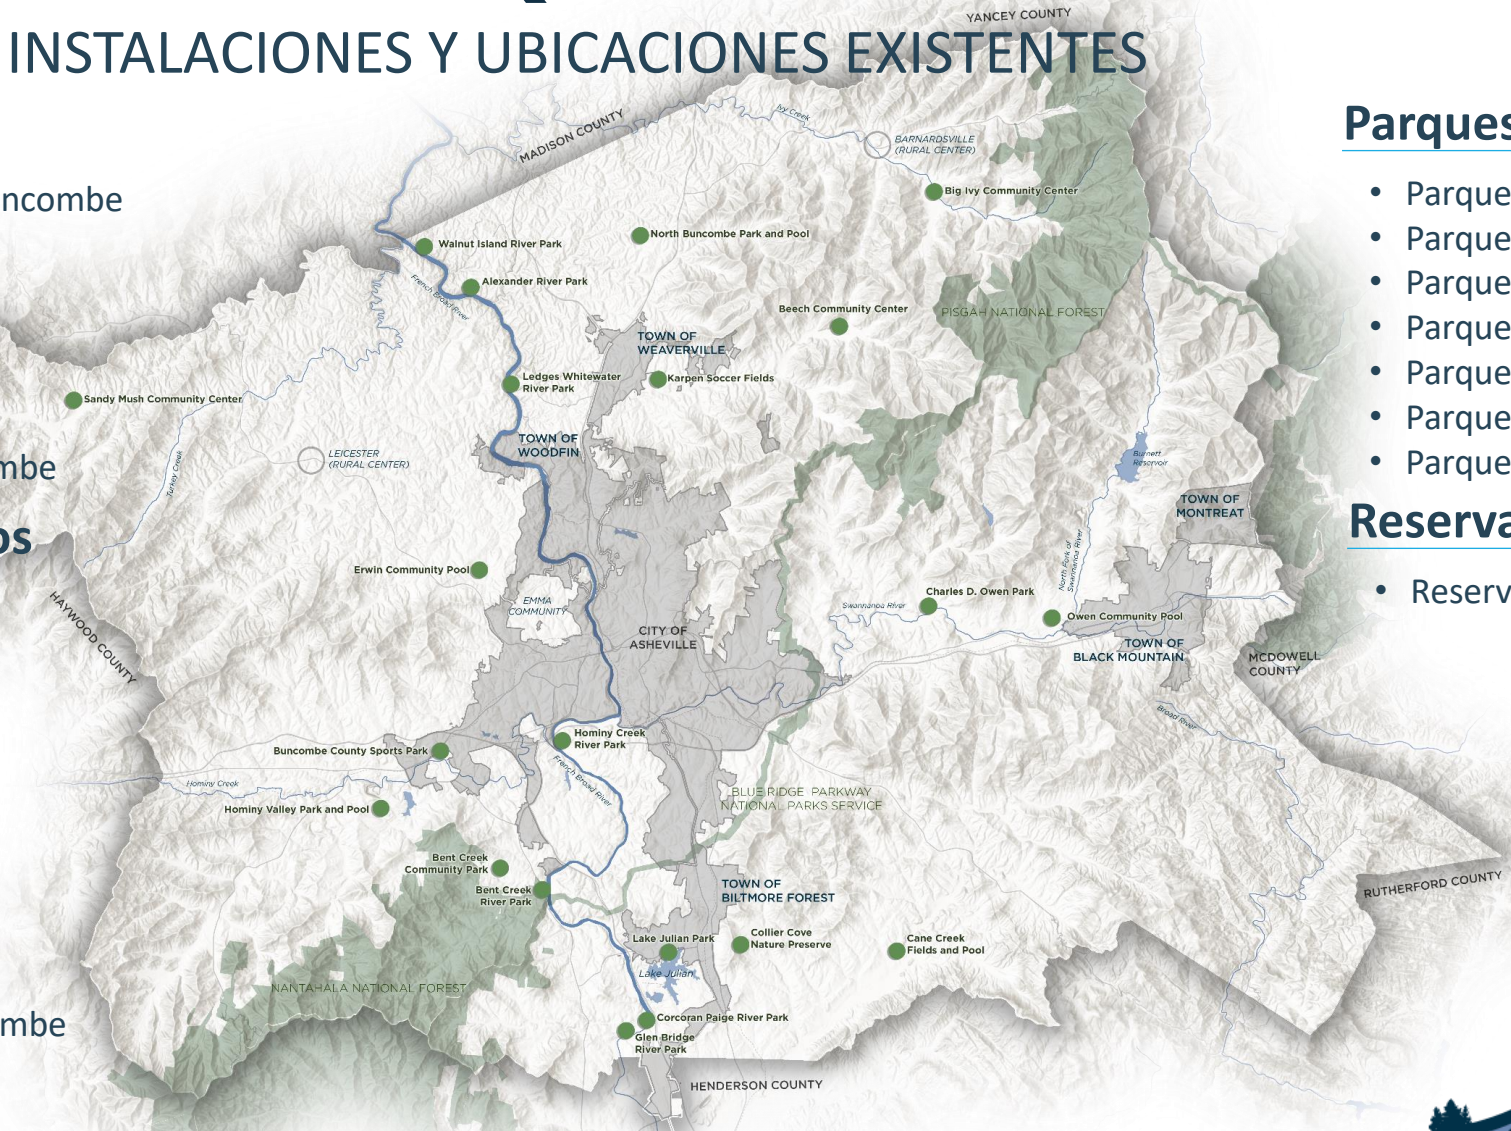 INSTALACIONES Y UBICACIONES EXISTENTES
ncombe
mbe
os
mbe
YANCEY COUNTY
MADISON COUNTY
Ivy Creek
BARNARDSVILLE
(RURAL CENTER)
Big Ivy Community Center
Walnut Island River Park
North Buncombe Park and Pool
Alexander River Park
French Broad River
Beech Community Center
PISGAH NATIONAL FOREST
TOWN OF
WEAVERVILLE
Ledges Whitewater
River Park
Karpen Soccer Fields
Sandy Mush Community Center
TOWN OF
WOODFIN
LEICESTER
(RURAL CENTER)
Turkey Creek
Burnett
Reservoir
TOWN OF
MONTREAT
North Fork of
Swannanoa River
Erwin Community Pool
EMMA
COMMUNITY
Swannanoa River
Charles D. Owen Park
Owen Community Pool
HAYWOOD COUNTY
CITY OF
ASHEVILLE
TOWN OF
BLACK MOUNTAIN
MCDOWELL
COUNTY
Broad River
Hominy Creek
River Park
Buncombe County Sports Park
French Broad River
Hominy Creek
BLUE RIDGE PARKWAY
NATIONAL PARKS SERVICE
Hominy Valley Park and Pool
Bent Creek
Community Park
Bent Creek
River Park
TOWN OF
BILTMORE FOREST
RUTHERFORD COUNTY
Lake Julian Park
Collier Cove
Nature Preserve
Cane Creek
Fields and Pool
Lake Julian
NANTAHALA NATIONAL FOREST
Corcoran Paige River Park
Glen Bridge
River Park
HENDERSON COUNTY
Parques
• Parque
• Parque
• Parque
• Parque
• Parque
• Parque
• Parque
Reserva
• Reserv